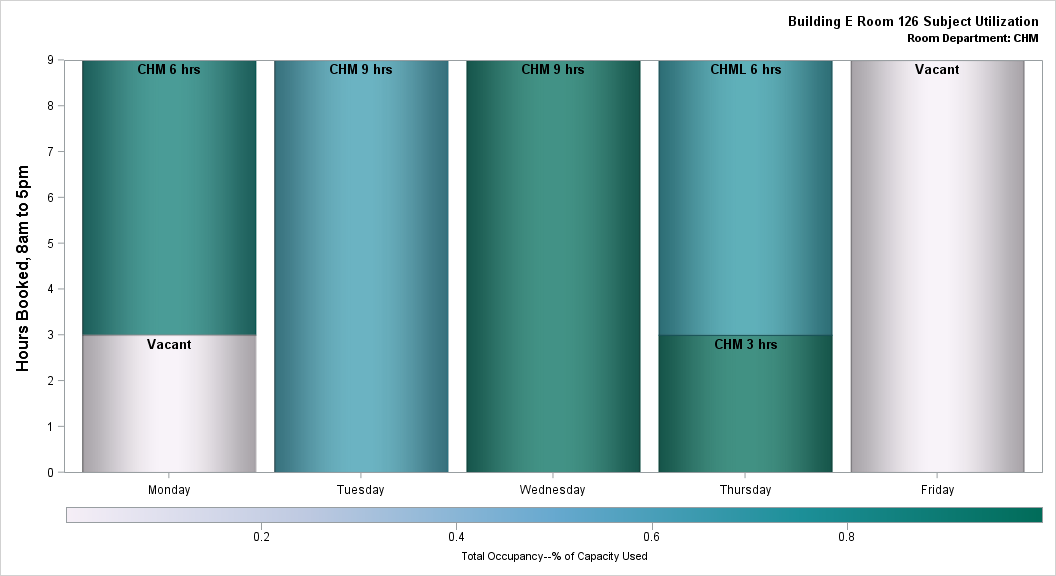 Building E Room 126 Subject Utilization
Room Department: CHM
Hours Booked, 8am to 5pm
9
8
7
6
5
4
3
2
1
0
CHM 6 hrs
CHM 9 hrs
CHM 9 hrs
CHML 6 hrs
Vacant
Vacant
CHM 3 hrs
Monday
Tuesday
Wednesday
Thursday
Friday
0.2
0.4
0.6
0.8
Total Occupancy--% of Capacity Used